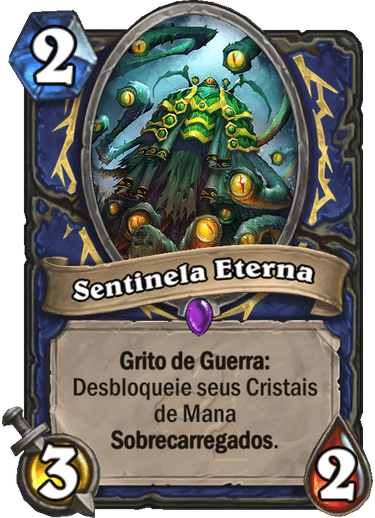 2
Sentinela Eterna
Grito de Guerra:
Desbloqueie seus Cristais
de Mana
Sobrecarregados.
3
2